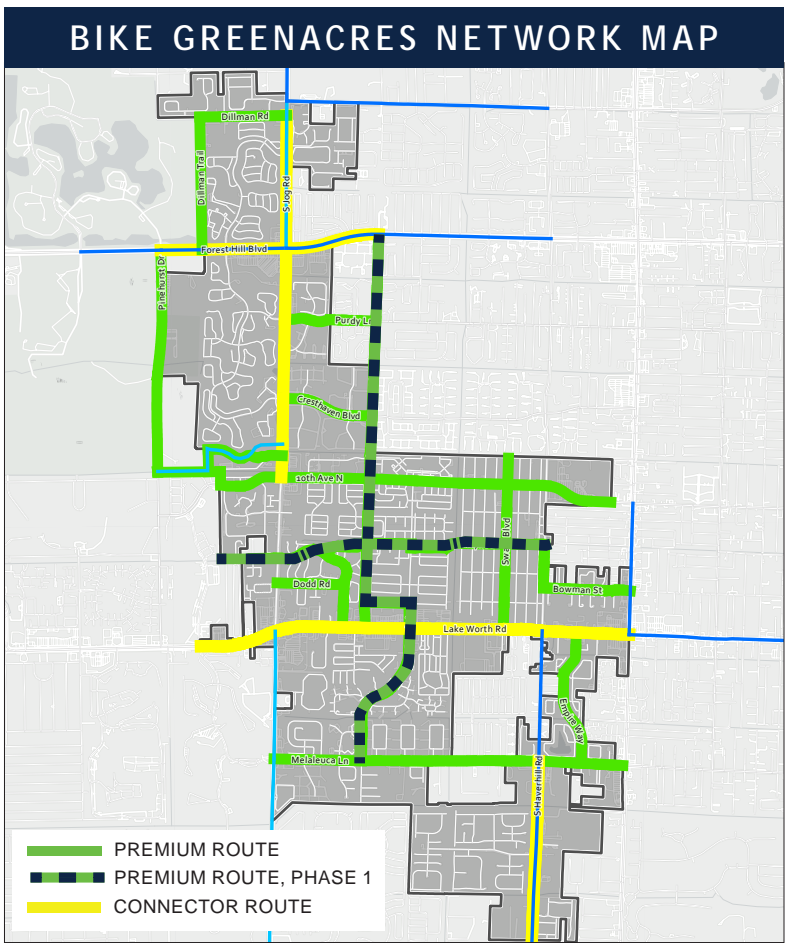 BIKE GREENACRES NETWORK MAP
Dillman Rd
Dillman Trail
S Jog Rd
Forest Hill Blvd
Pinehurst Dr
Purdy Ln
Cresthaven Blvd
10th Ave N
Swain Blvd
Dodd Rd
Bowman St
Lake Worth Rd
Empire Way
Melaleuca Ln
S Haverhill Rd
PREMIUM ROUTE
PREMIUM ROUTE, PHASE 1
CONNECTOR ROUTE